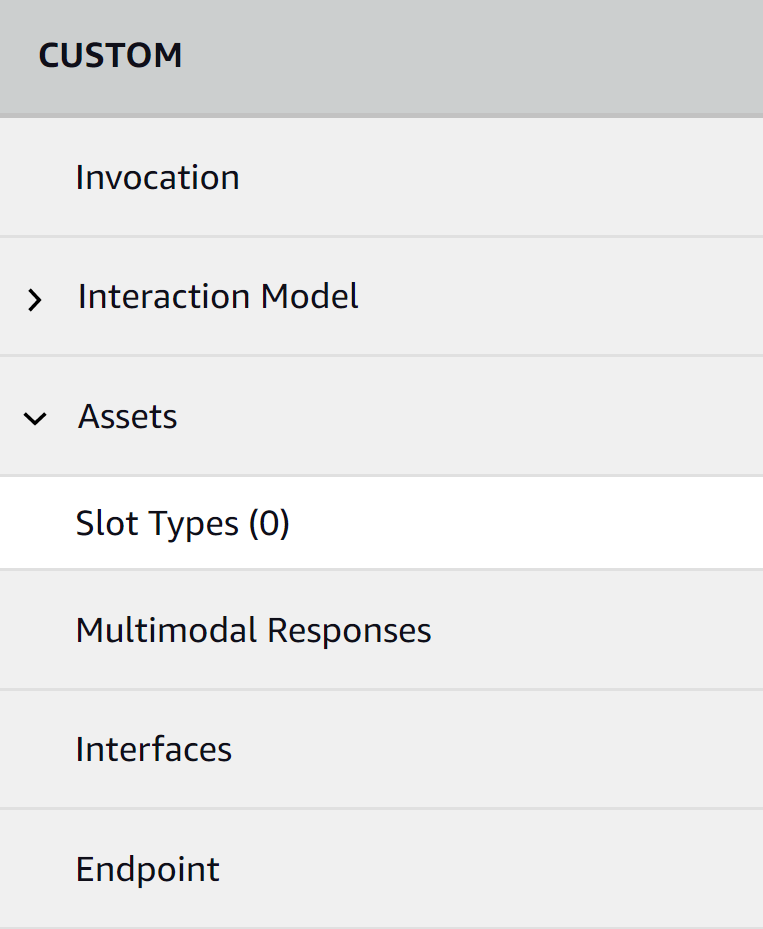 CUSTOM
Invocation
Interaction Model
Assets
Slot Types (0)
Multimodal Responses
Interfaces
Endpoint